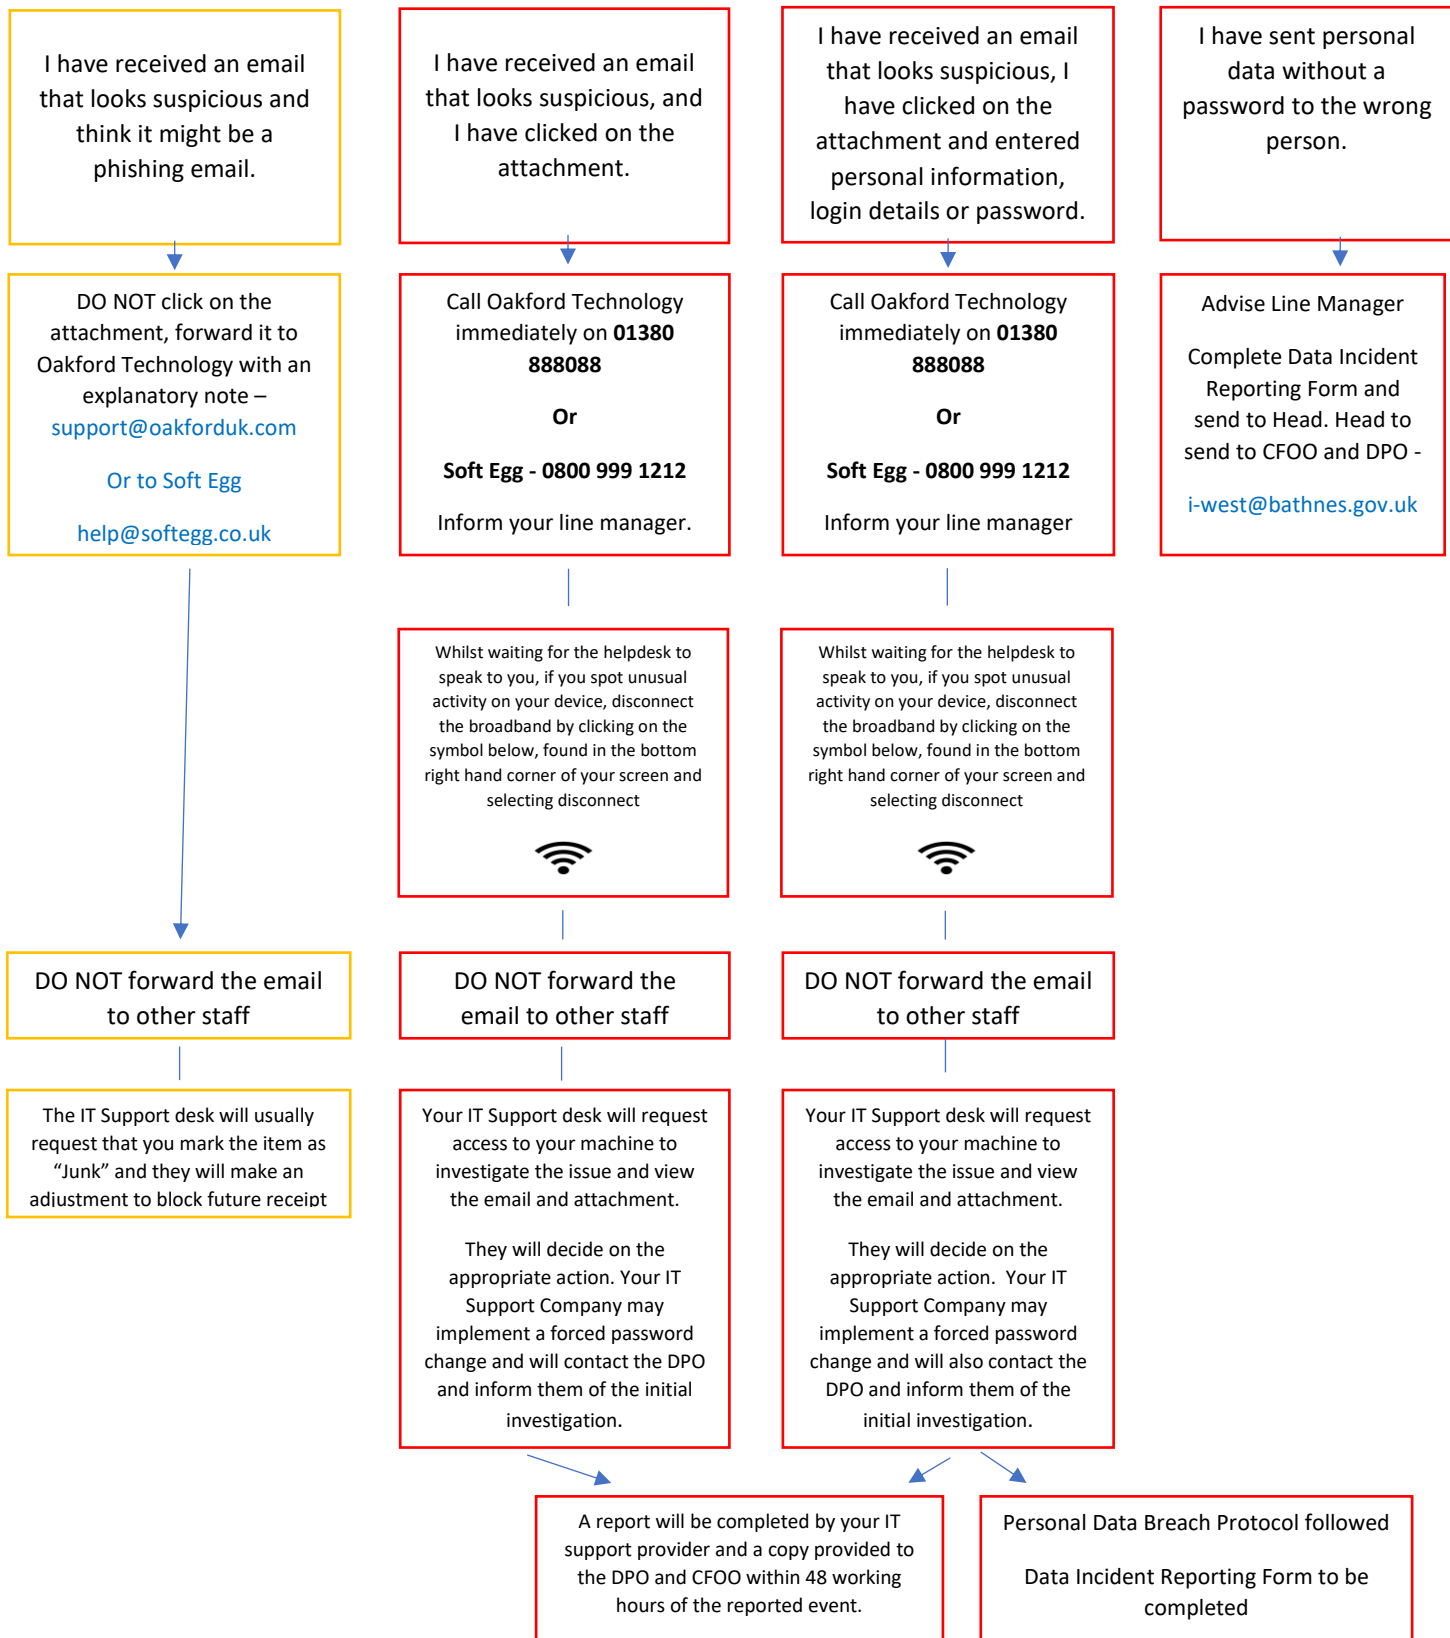 I have received an email
that looks suspicious and
think it might be a
phishing email.
I have received an email
that looks suspicious, and
I have clicked on the
attachment.
I have received an email
that looks suspicious, I
have clicked on the
attachment and entered
personal information,
login details or password.
I have sent personal
data without a
password to the wrong
person.
DO NOT click on the
attachment, forward it to
Oakford Technology with an
explanatory note –
support@oakforduk.com
Or to Soft Egg
help@softegg.co.uk
Call Oakford Technology
immediately on 01380
888088
Or
Soft Egg - 0800 999 1212
Inform your line manager.
Call Oakford Technology
immediately on 01380
888088
Or
Soft Egg - 0800 999 1212
Inform your line manager
Advise Line Manager
Complete Data Incident
Reporting Form and
send to Head. Head to
send to CFOO and DPO -
i-west@bathnes.gov.uk
Whilst waiting for the helpdesk to
speak to you, if you spot unusual
activity on your device, disconnect
the broadband by clicking on the
symbol below, found in the bottom
right hand corner of your screen and
selecting disconnect
Whilst waiting for the helpdesk to
speak to you, if you spot unusual
activity on your device, disconnect
the broadband by clicking on the
symbol below, found in the bottom
right hand corner of your screen and
selecting disconnect
DO NOT forward the email
to other staff
DO NOT forward the
email to other staff
DO NOT forward the email
to other staff
The IT Support desk will usually
request that you mark the item as
“Junk” and they will make an
adjustment to block future receipt
Your IT Support desk will request
access to your machine to
investigate the issue and view
the email and attachment.
They will decide on the
appropriate action. Your IT
Support Company may
implement a forced password
change and will contact the DPO
and inform them of the initial
investigation.
Your IT Support desk will request
access to your machine to
investigate the issue and view
the email and attachment.
They will decide on the
appropriate action.  Your IT
Support Company may
implement a forced password
change and will also contact the
DPO and inform them of the
initial investigation.
A report will be completed by your IT
support provider and a copy provided to
the DPO and CFOO within 48 working
hours of the reported event.
Personal Data Breach Protocol followed
Data Incident Reporting Form to be
completed